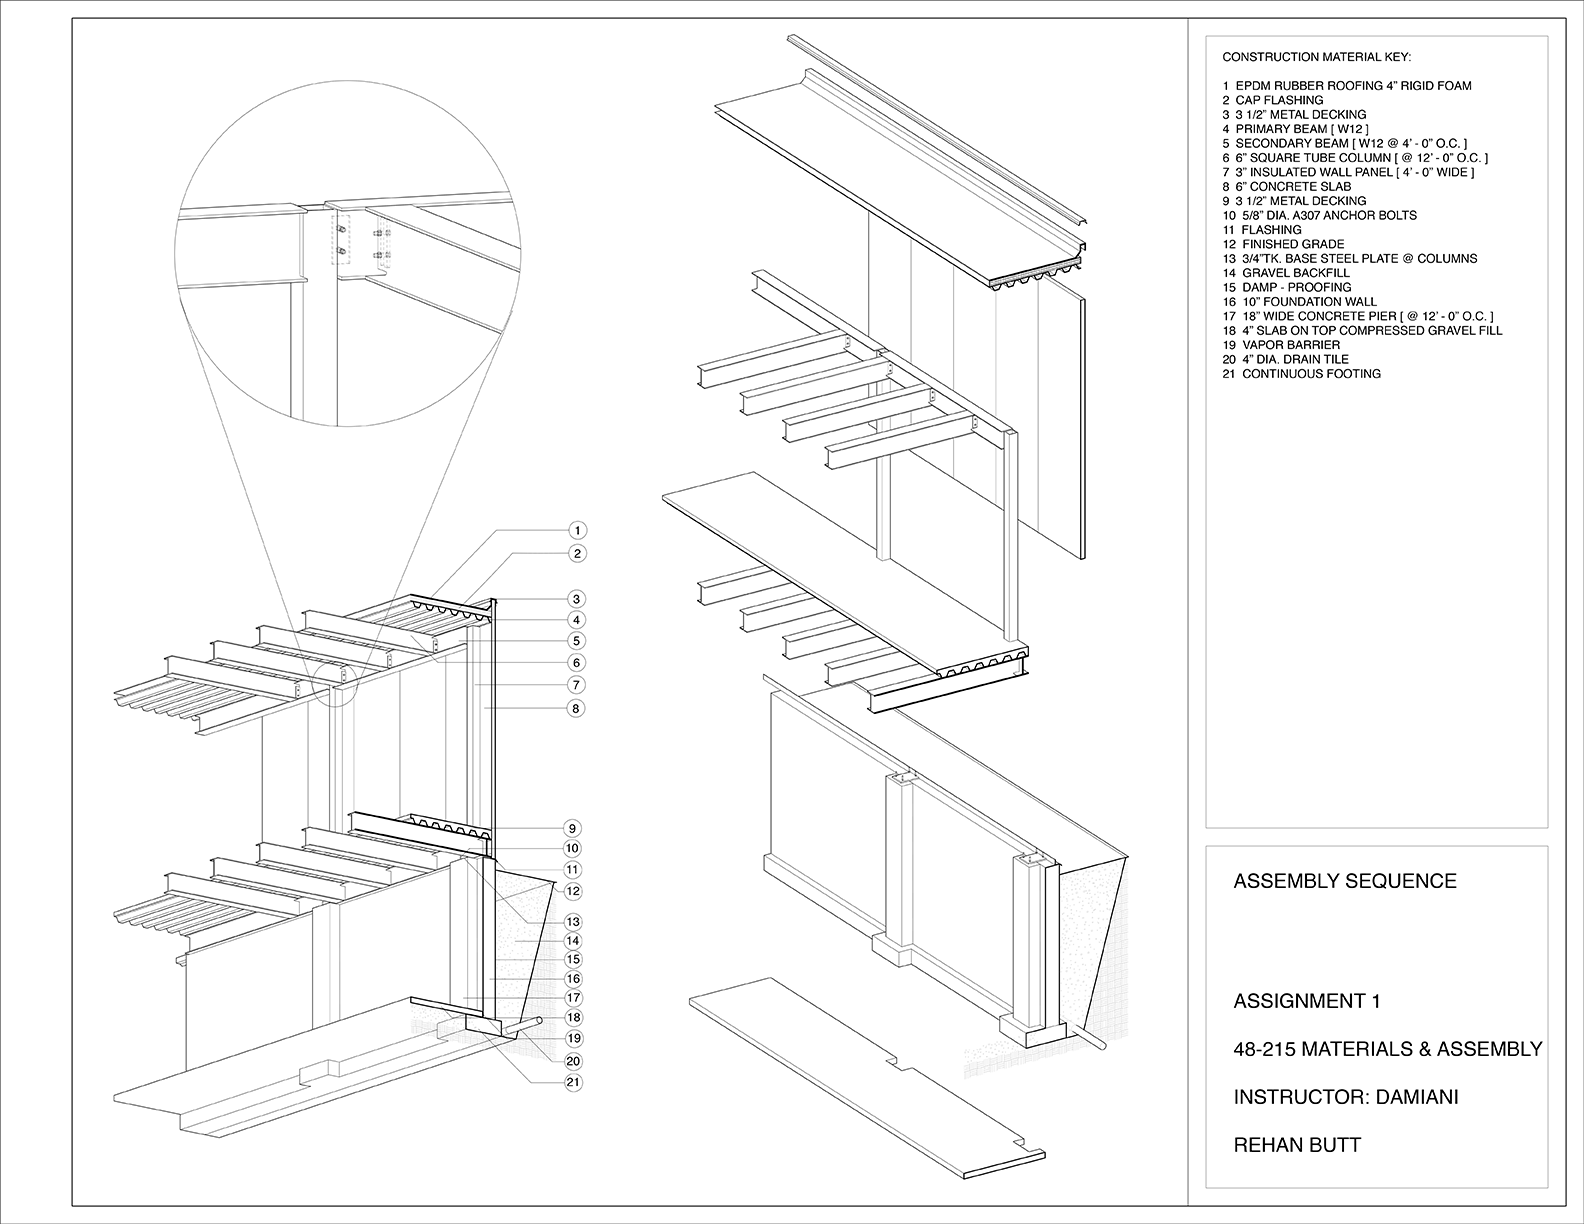 CONSTRUCTION MATERIAL KEY:
1 EPDM RUBBER ROOFING 4" RIGID FOAM
2 CAP FLASHING
3 3 1/2" METAL DECKING
4 PRIMARY BEAM [ W12 ]
5 SECONDARY BEAM [ W12 @ 4' - 0" O.C. ]
6 6" SQUARE TUBE COLUMN [ @ 12' - 0" O.C. ]
7 3" INSULATED WALL PANEL [ 4' - 0" WIDE ]
8 6" CONCRETE SLAB
9 3 1/2" METAL DECKING
10 5/8" DIA. A307 ANCHOR BOLTS
11 FLASHING
12 FINISHED GRADE
13 3/4"TK. BASE STEEL PLATE @ COLUMNS
14 GRAVEL BACKFILL
15 DAMP - PROOFING
16 10" FOUNDATION WALL
17 18" WIDE CONCRETE PIER [ @ 12' - 0" O.C. ]
18 4" SLAB ON TOP COMPRESSED GRAVEL FILL
19 VAPOR BARRIER
20 4" DIA. DRAIN TILE
21 CONTINUOUS FOOTING
1
2
3
4
5
6
7
8
9
10
11
12
13
14
15
16
17
18
19
20
21
ASSEMBLY SEQUENCE
ASSIGNMENT 1
48-215 MATERIALS & ASSEMBLY
INSTRUCTOR: DAMIANI
REHAN BUTT